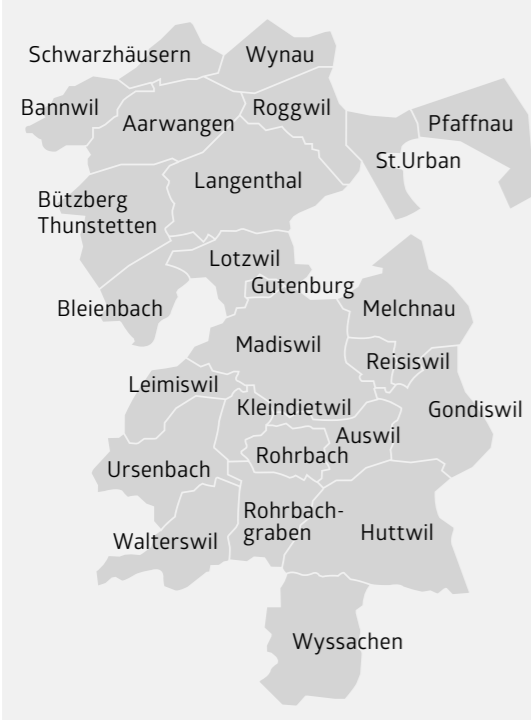 Schwarzhäusern
Wynau
Bannwil
Aarwangen
Roggwil
Pfaffnau
St.Urban
Langenthal
Bützberg
Thunstetten
Lotzwil
Gutenburg
Bleienbach
Melchnau
Madiswil
Reisiswil
Leimiswil
Kleindietwil
Gondiswil
Auswil
Rohrbach
Ursenbach
Rohrbach-
graben
Walterswil
Huttwil
Wyssachen